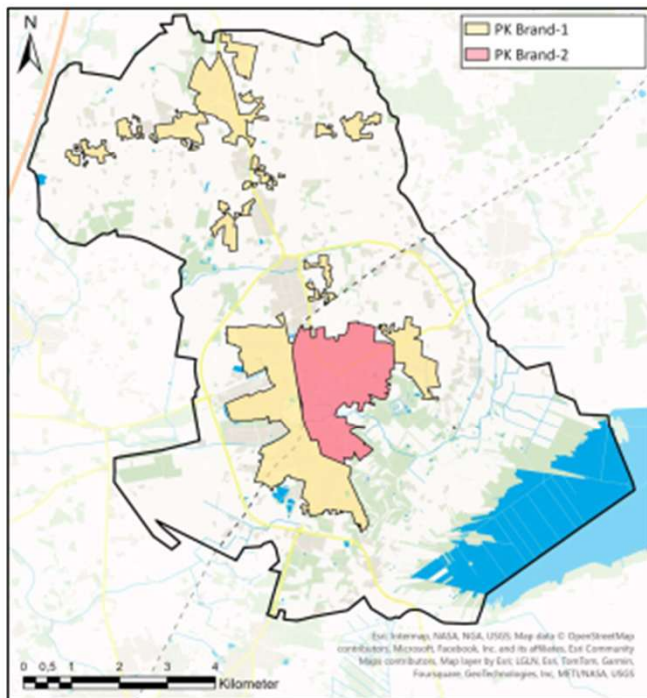 N
PK Brand-1
PK Brand-2
0 0,5 1 2 3 4
Kilometer
Esri, Intermap, NASA, NGA, USGS; Map data © OpenStreetMap
contributors, Microsoft, Facebook, Inc. and its affiliates, Esri Community
Maps contributors, Map layer by Esri; LGLN, Esri, TomTom, Garmin,
Foursquare, GeoTechnologies, Inc, METI/NASA, USGS